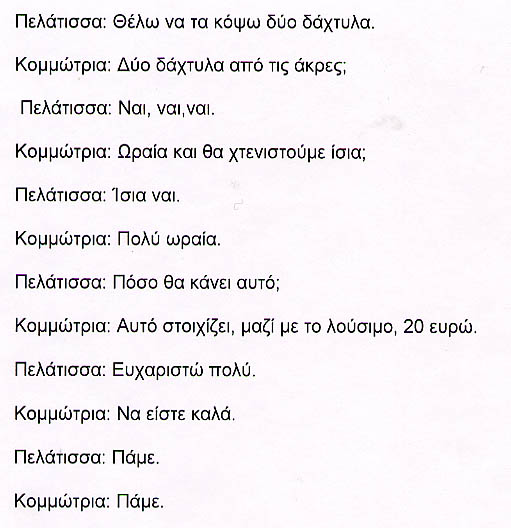 Πελάτισσα: Θέλω να τα κόψω δύο δάχτυλα.
Κομμώτρια: Δύο δάχτυλα από τις άκρες;
Πελάτισσα: Ναι, ναι,ναι.
Κομμώτρια: Ωραία και θα χτενιστούμε ίσια;
Πελάτισσα: Ίσια ναι.
Κομμώτρια: Πολύ ωραία.
Πελάτισσα: Πόσο θα κάνει αυτό;
Κομμώτρια: Αυτό στοιχίζει, μαζί με το λούσιμο, 20 ευρώ.
Πελάτισσα: Ευχαριστώ πολύ.
Κομμώτρια: Να είστε καλά.
Πελάτισσα: Πάμε.
Κομμώτρια: Πάμε.